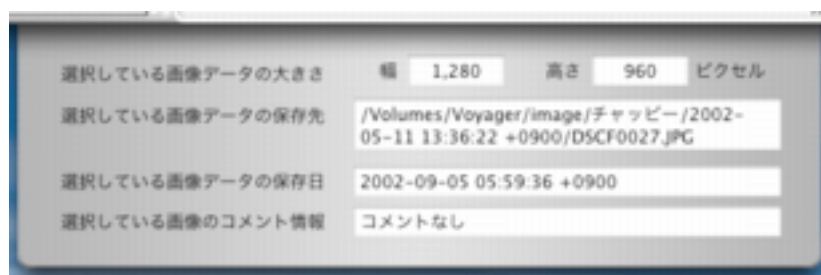 選択している画像データの大きさ 幅 1,280 高さ 960 ピクセル
選択している画像データの保存先 /Volumes/Voyager/image/チャッピー/2002-
05-11 13:36:22 +0900/DSCF0027.JPG
選択している画像データの保存日 2002-09-05 05:59:36 +0900
選択している画像のコメント情報 コメントなし